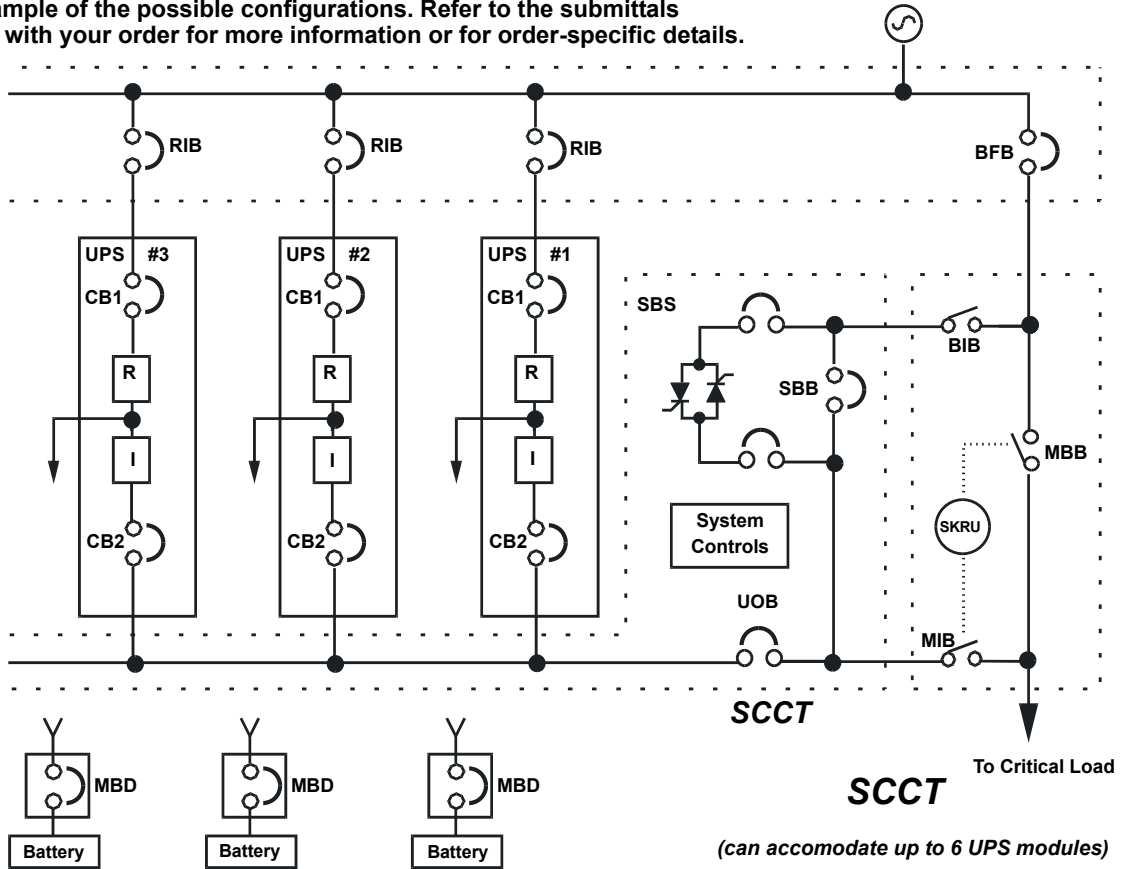 ample of the possible configurations. Refer to the submittals
with your order for more information or for order-specific details.
RIB
RIB
RIB
BFB
UPS #3
UPS #2
UPS #1
CB1
CB1
CB1
SBS
BIB
R
R
R
SBB
MBB
I
I
I
System
Controls
SKRU
CB2
CB2
CB2
UOB
MIB
SCCT
To Critical Load
MBD
MBD
MBD
SCCT
Battery
Battery
Battery
(can accomodate up to 6 UPS modules)